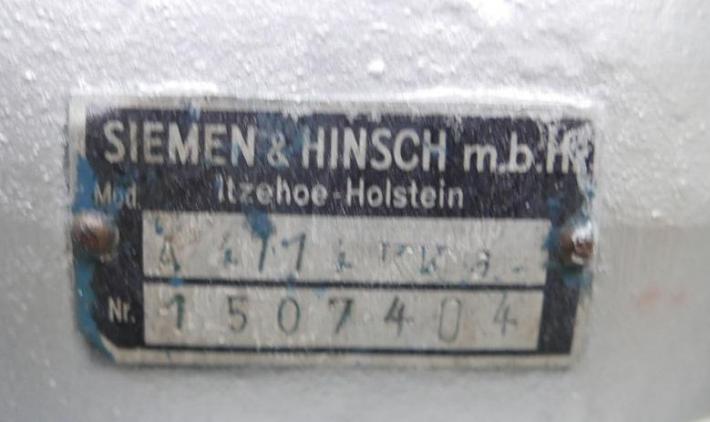 SIEMEN & HINSCH m.b.H.
Itzehoe-Holstein
Mod.
Nr. 1507404